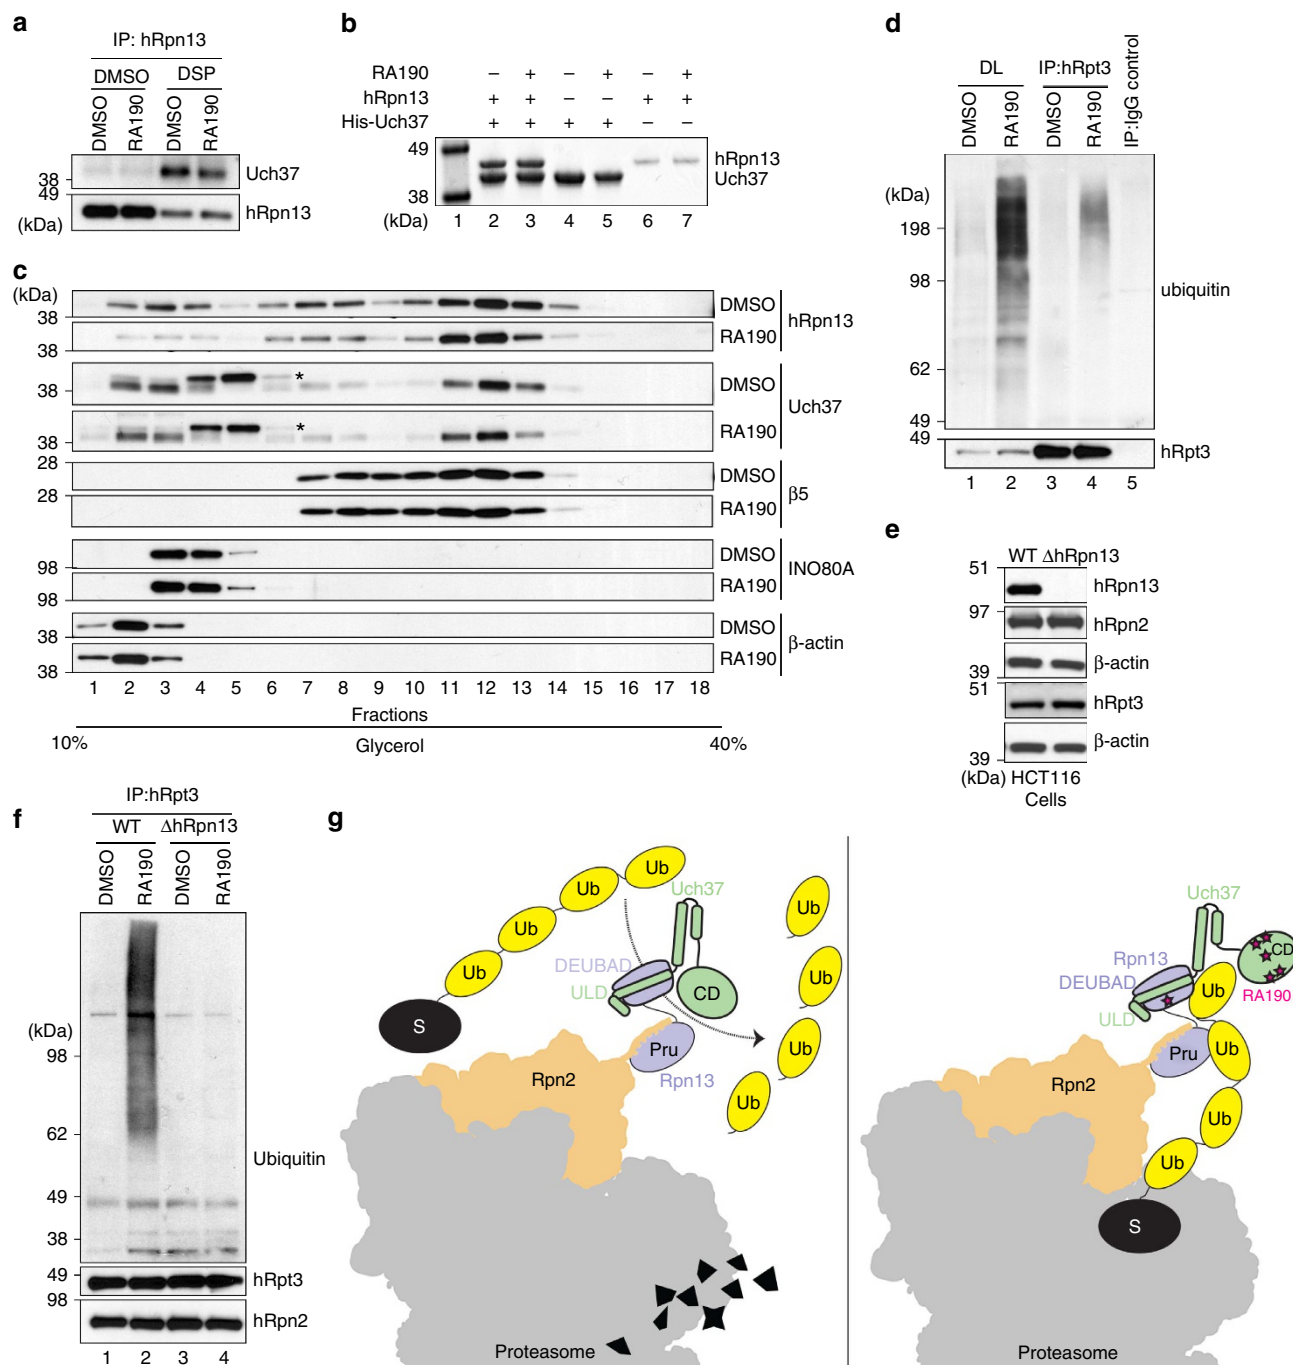 a
IP: hRpn13
DMSO DSP
DMSO RA190 DMSO RA190
38 Uch37
49
(kDa) hRpn13
b
RA190 – + – + – +
hRpn13 + + – – + +
His-Uch37 + + + + – –
49 hRpn13
38 Uch37
(kDa) 1 2 3 4 5 6 7
c
(kDa)
38 DMSO
38 RA190
hRpn13
38 * DMSO
38 * RA190
Uch37
28 DMSO
28 RA190
β5
98 DMSO
98 RA190
INO80A
38 DMSO
38 RA190
β-actin
1 2 3 4 5 6 7 8 9 10 11 12 13 14 15 16 17 18
Fractions
10% Glycerol 40%
d
DL IP:hRpt3 IP:IgG control
DMSO RA190 DMSO RA190
(kDa)
198
98 ubiquitin
62
49
49 hRpt3
1 2 3 4 5
e
WT ΔhRpn13
51 hRpn13
97 hRpn2
39 β-actin
51 hRpt3
39 β-actin
(kDa) HCT116
Cells
f
IP:hRpt3
WT ΔhRpn13
DMSO RA190 DMSO RA190
(kDa)
98
62
Ubiquitin
49
38
49 hRpt3
98 hRpn2
1 2 3 4
g
Ub Ub Ub Ub Ub
Uch37
DEUBAD
ULD
CD
S
Pru
Rpn2
Rpn13
Ub
Ub
Ub
Ub
Proteasome
Uch37
Rpn13
DEUBAD
CD
RA190
Ub
ULD
Pru
Ub
Rpn2
Ub
Ub
S
Proteasome